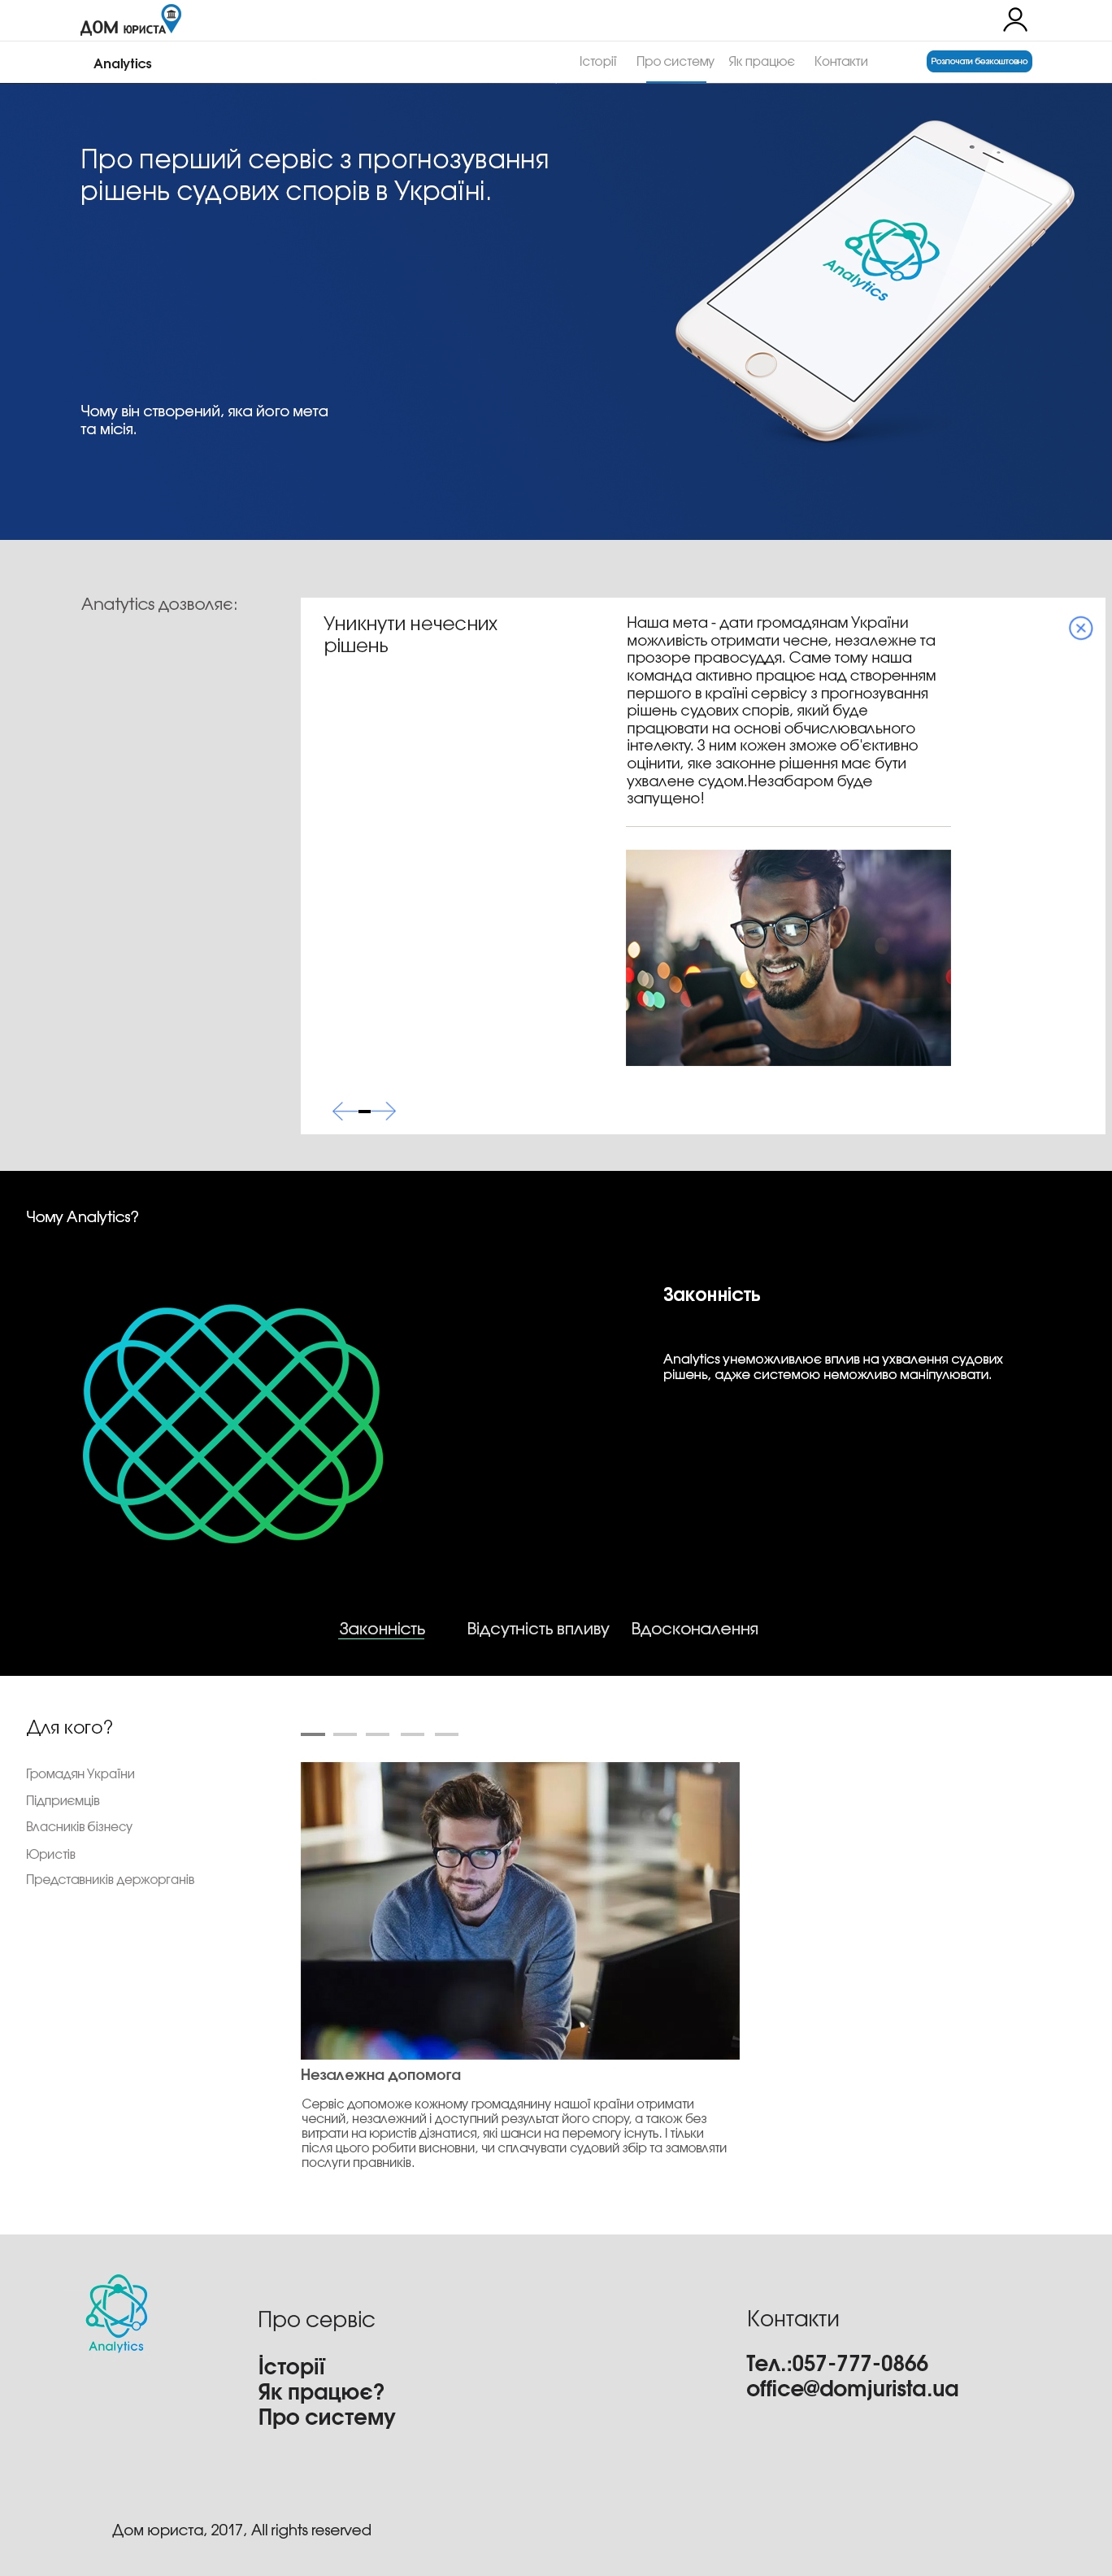 ДОМ ЮРИСТА
Analytics
Історії
Про систему
Як працює
Контакти
Розпочати безкоштовно
Про перший сервіс з прогнозування
рішень судових спорів в Україні.
Analytics
Чому він створений, яка його мета
та місія.
Anatytics дозволяє:
Уникнути нечесних
рішень
Наша мета - дати громадянам України
можливість отримати чесне, незалежне та
прозоре правосуддя. Саме тому наша
команда активно працює над створенням
першого в країні сервісу з прогнозування
рішень судових спорів, який буде
працювати на основі обчислювального
інтелекту. З ним кожен зможе об'єктивно
оцінити, яке законне рішення має бути
ухвалене судом.Незабаром буде
запущено!
Чому Analytics?
Законність
Analytics унеможливлює вплив на ухвалення судових
рішень, адже системою неможливо маніпулювати.
Законність
Відсутність впливу
Вдосконалення
Для кого?
Громадян України
Підприємців
Власників бізнесу
Юристів
Представників держорганів
Незалежна допомога
Сервіс допоможе кожному громадянину нашої країни отримати
чесний, незалежний і доступний результат його спору, а також без
витрати на юристів дізнатися, які шанси на перемогу існуть. І тільки
після цього робити висновни, чи сплачувати судовий збір та замовляти
послуги правників.
Analytics
Про сервіс
Історії
Як працює?
Про систему
Контакти
Тел.:057-777-0866
office@domjurista.ua
Дом юриста, 2017, All rights reserved